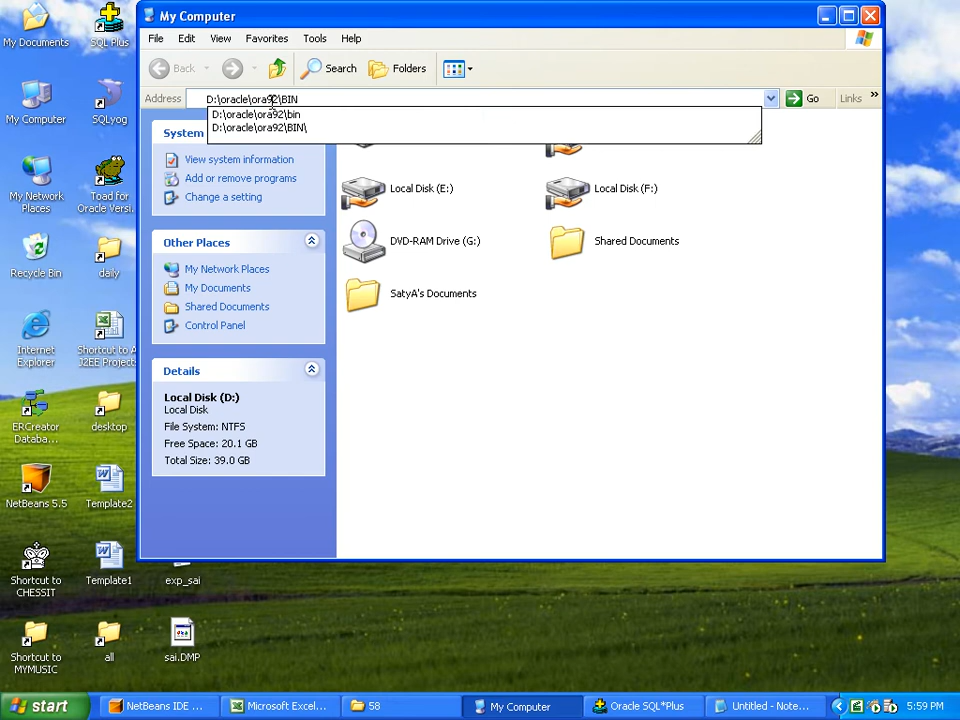 My Computer
File Edit View Favorites Tools Help
Back Search Folders
Address D:\oracle\ora92\BIN Go Links »
D:\oracle\ora92\bin
D:\oracle\ora92\BIN\
System
View system information
Add or remove programs
Change a setting
Other Places
My Network Places
My Documents
Shared Documents
Control Panel
Details
Local Disk (D:)
Local Disk
File System: NTFS
Free Space: 20.1 GB
Total Size: 39.0 GB
Local Disk (E:)
Local Disk (F:)
DVD-RAM Drive (G:)
Shared Documents
SatyA's Documents
My Documents
SQL Plus
My Computer
SQLyog
My Network
Places
Toad for
Oracle Versi...
Recycle Bin
daily
Internet
Explorer
Shortcut to A
J2EE Project
ERCreator
Databa...
desktop
NetBeans 5.5
Template2
Shortcut to
CHESSIT
Template1
exp_sai
Shortcut to
MYMUSIC
all
sai.DMP
start
NetBeans IDE ...
Microsoft Excel...
58
My Computer
Oracle SQL*Plus
Untitled - Note...
5:59 PM